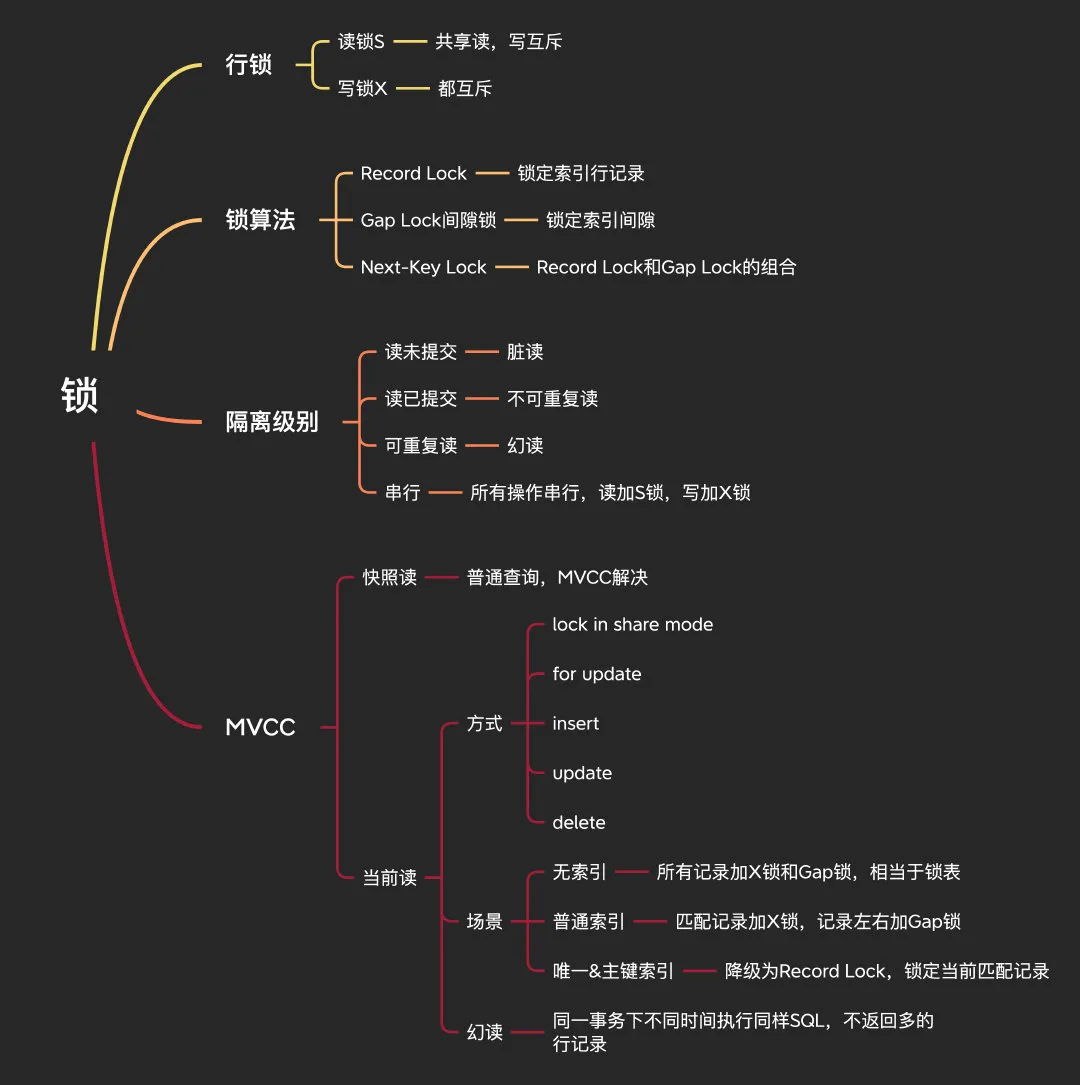 锁
行锁
读锁S
共享读，写互斥
写锁X
都互斥
锁算法
Record Lock
锁定索引行记录
Gap Lock间隙锁
锁定索引间隙
Next-Key Lock
Record Lock和Gap Lock的组合
隔离级别
读未提交
脏读
读已提交
不可重复读
可重复读
幻读
串行
所有操作串行，读加S锁，写加X锁
MVCC
快照读
普通查询，MVCC解决
当前读
方式
lock in share mode
for update
insert
update
delete
场景
无索引
所有记录加X锁和Gap锁，相当于锁表
普通索引
匹配记录加X锁，记录左右加Gap锁
唯一&主键索引
降级为Record Lock，锁定当前匹配记录
幻读
同一事务下不同时间执行同样SQL，不返回多的
行记录